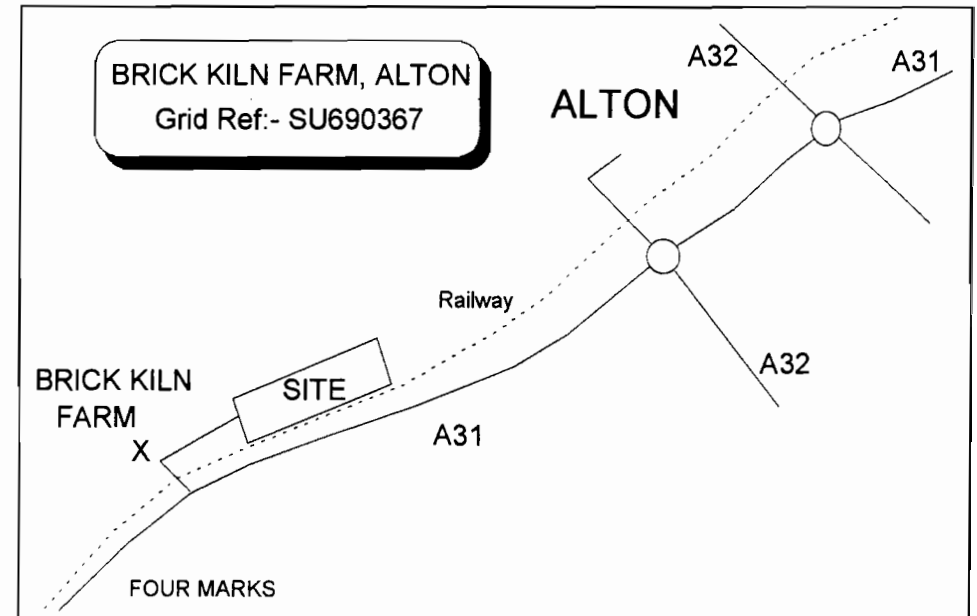 BRICK KILN FARM, ALTON
Grid Ref:- SU690367
A32
A31
ALTON
Railway
BRICK KILN
FARM
X
SITE
A32
A31
FOUR MARKS